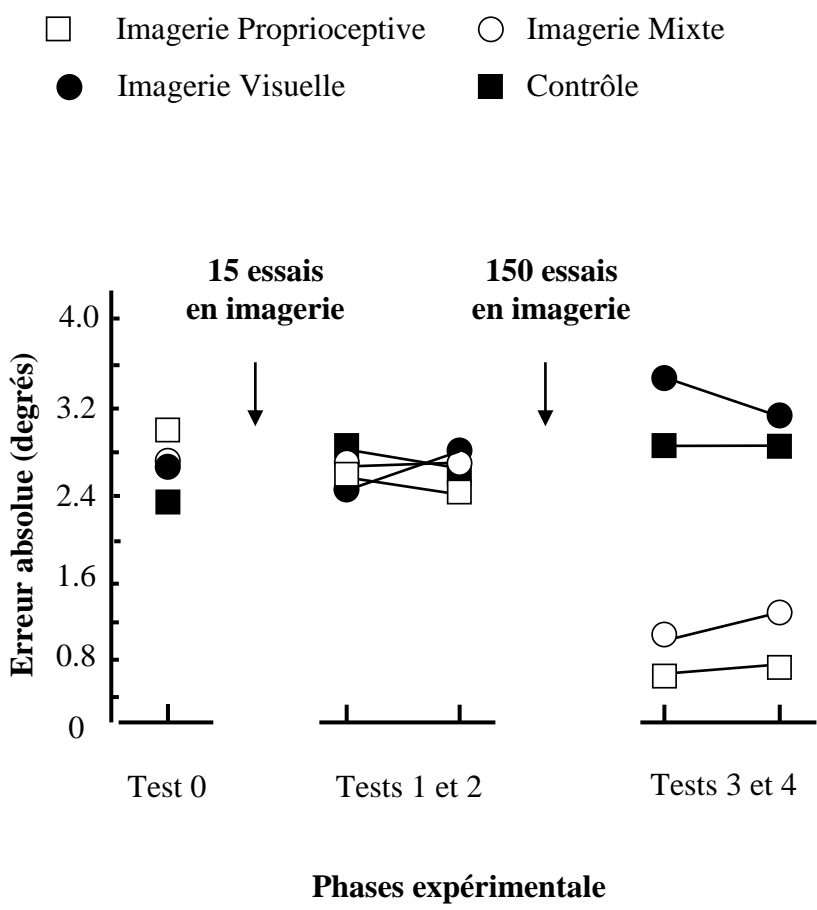 Imagerie Proprioceptive
Imagerie Mixte
Imagerie Visuelle
Contrôle
15 essais
en imagerie
150 essais
en imagerie
Erreur absolue (degrés)
4.0
3.2
2.4
1.6
0.8
0
Test 0
Tests 1 et 2
Tests 3 et 4
Phases expérimentale